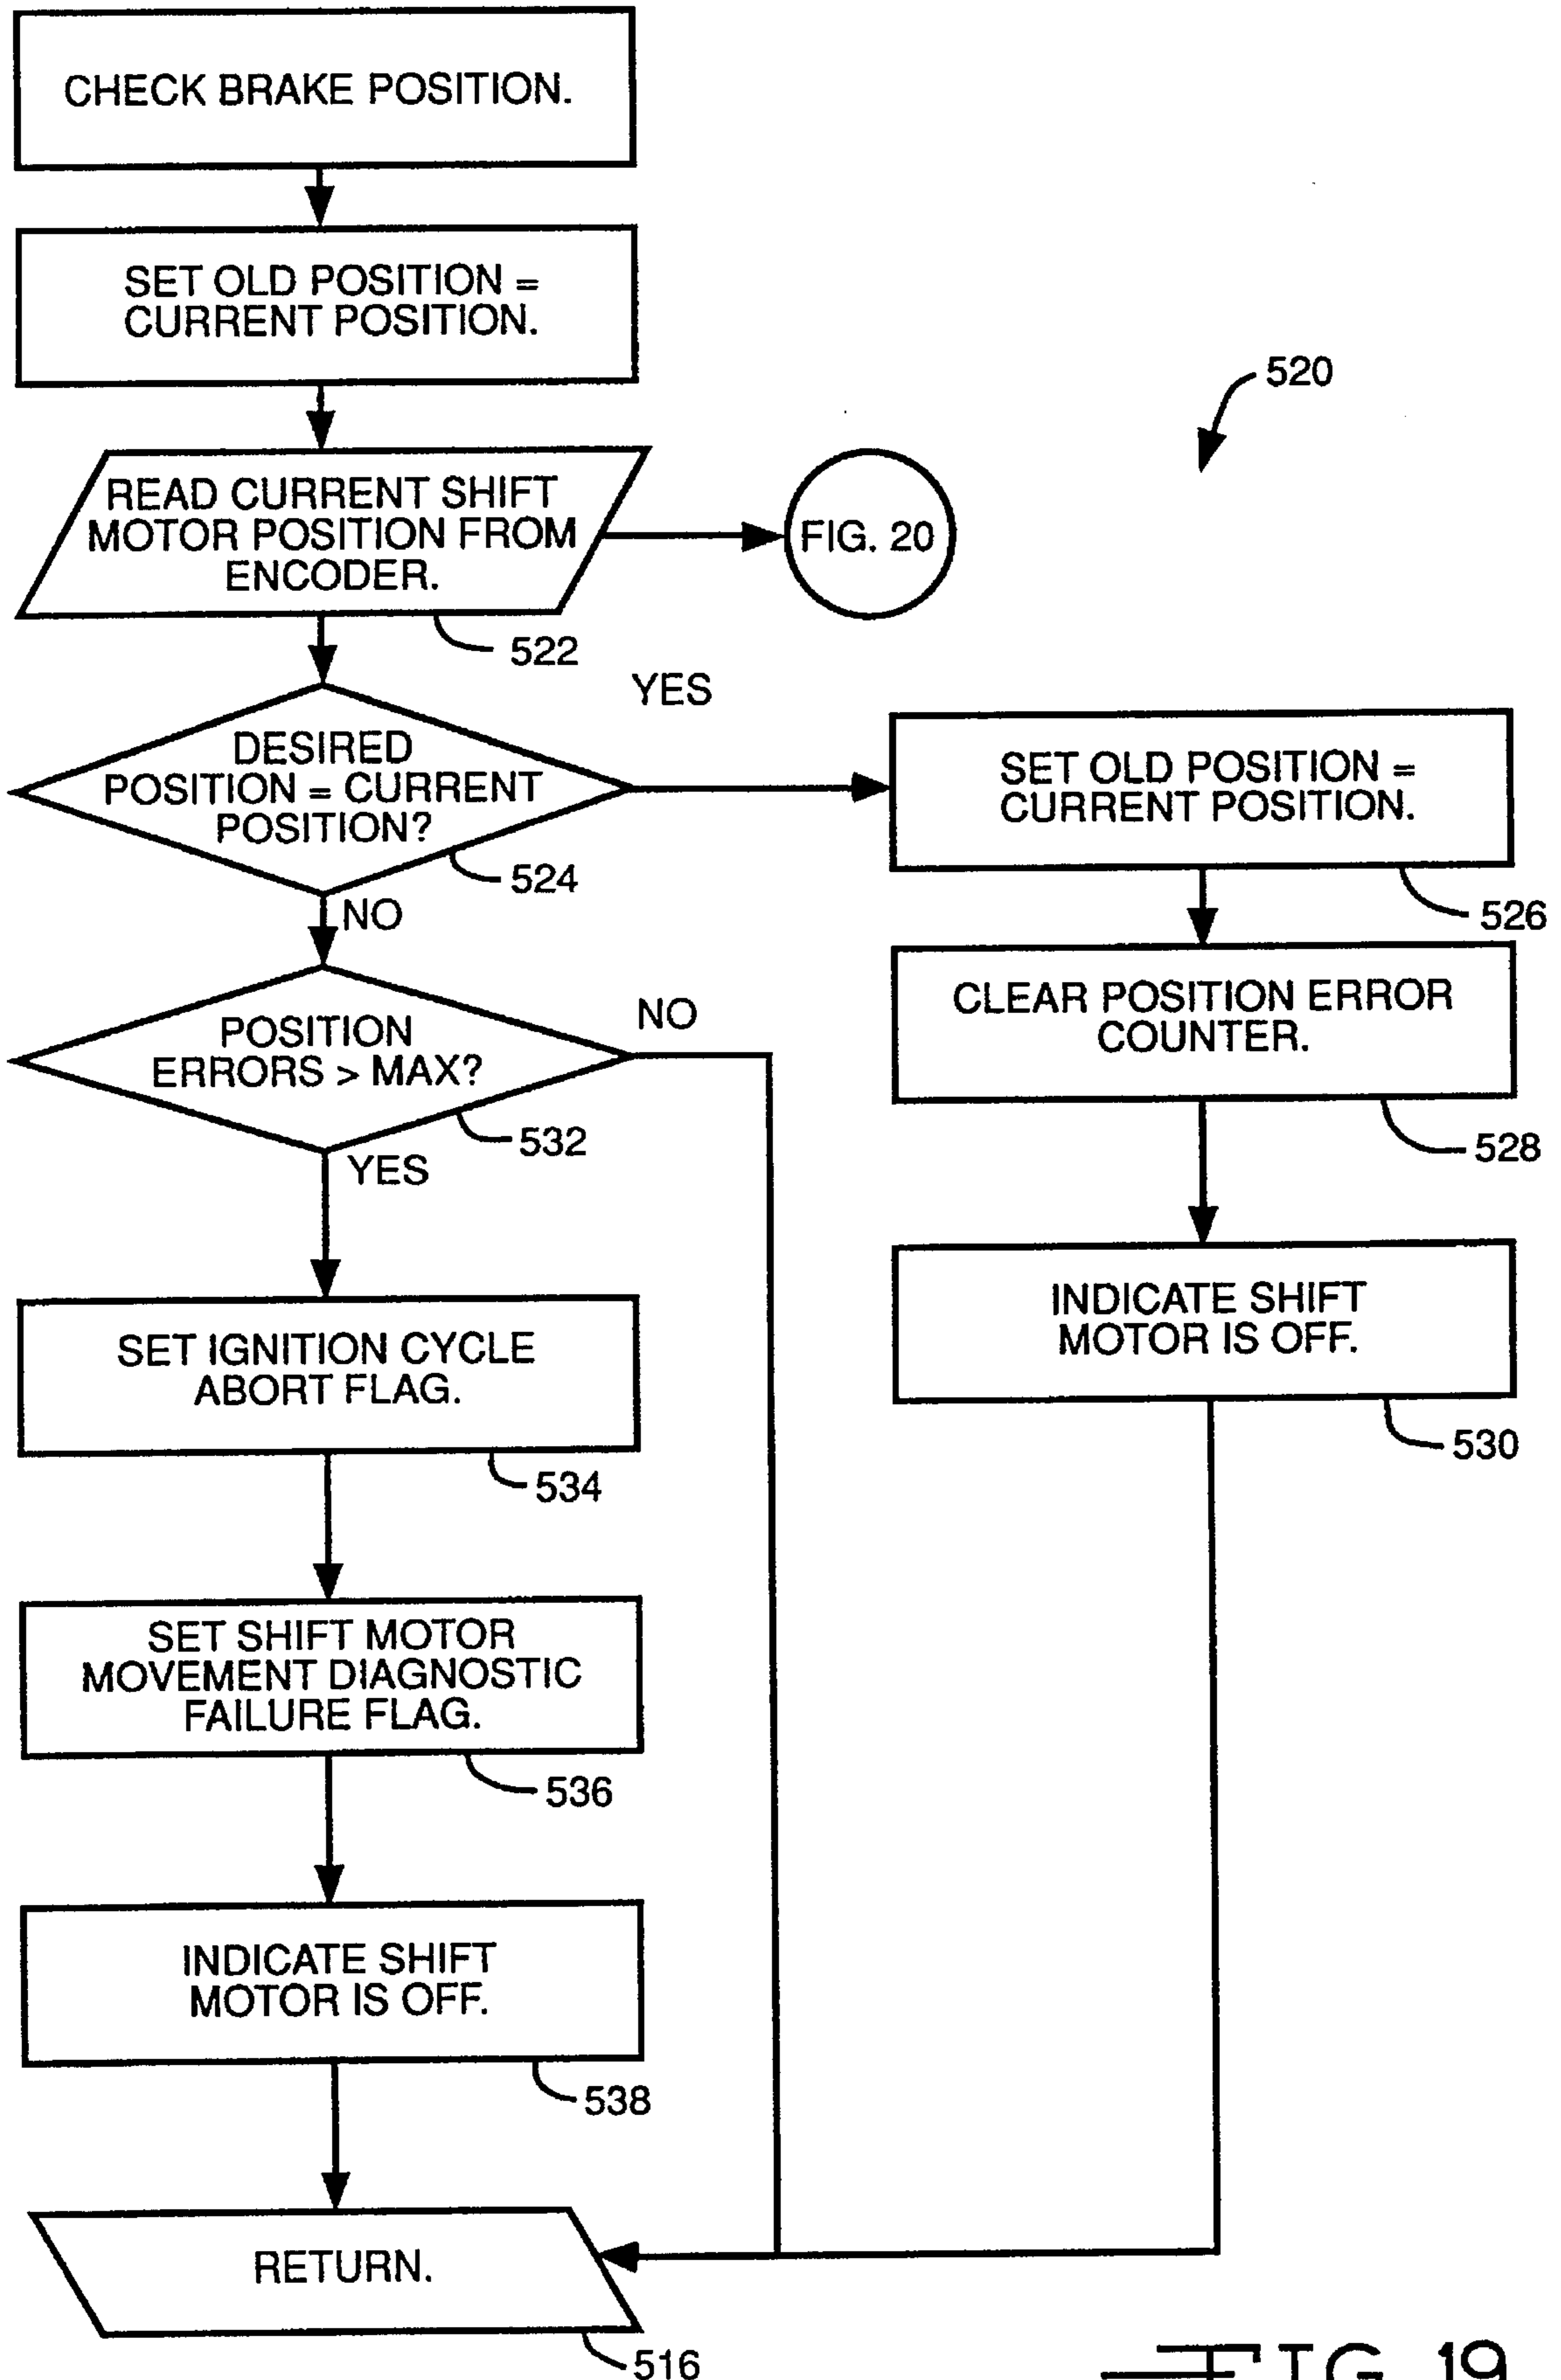 CHECK BRAKE POSITION.
SET OLD POSITION =
CURRENT POSITION.
520
READ CURRENT SHIFT
MOTOR POSITION FROM
ENCODER.
FIG. 20
522
YES
DESIRED
POSITION = CURRENT
POSITION?
524
SET OLD POSITION =
CURRENT POSITION.
526
NO
POSITION
ERRORS > MAX?
NO
532
YES
CLEAR POSITION ERROR
COUNTER.
528
INDICATE SHIFT
MOTOR IS OFF.
530
SET IGNITION CYCLE
ABORT FLAG.
534
SET SHIFT MOTOR
MOVEMENT DIAGNOSTIC
FAILURE FLAG.
536
INDICATE SHIFT
MOTOR IS OFF.
538
RETURN.
516
FIG 19